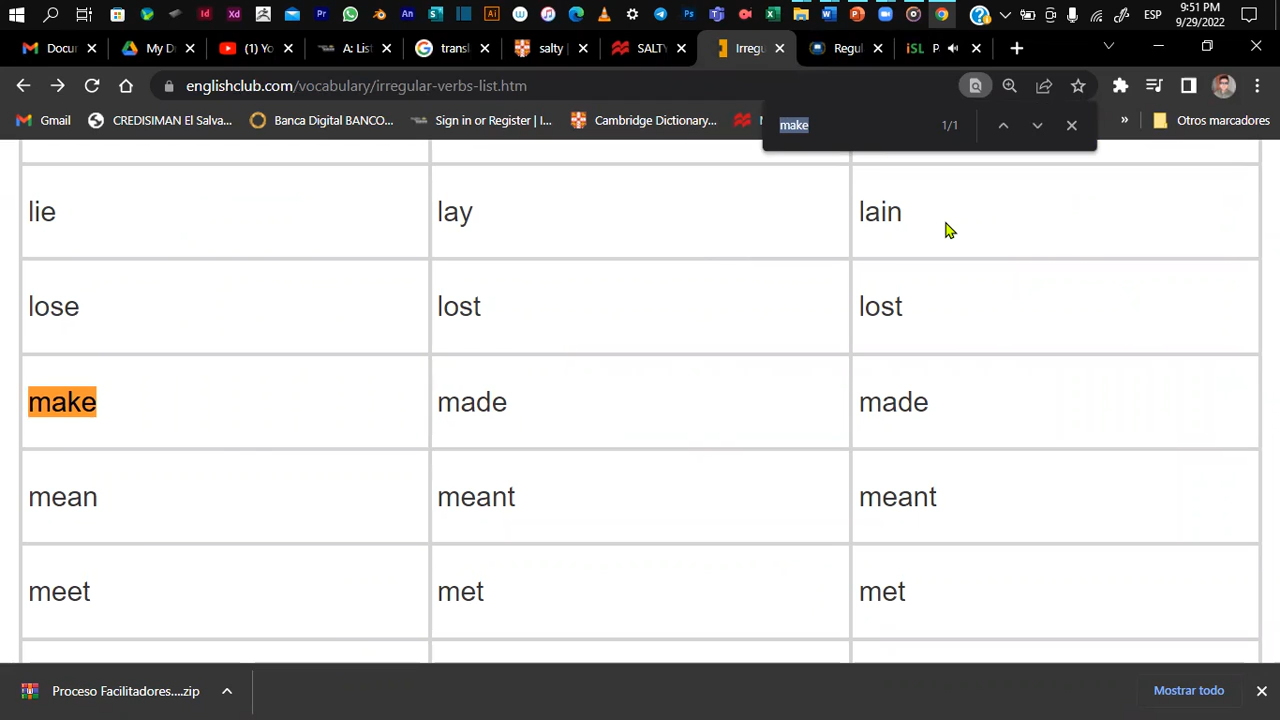 ESP
9:51 PM
9/29/2022
Docun
My D
(1) Yo
A: List
transl
salty
SALTY
Irregu
Regul
iSL P
englishclub.com/vocabulary/irregular-verbs-list.htm
Gmail
CREDISIMAN El Salva...
Banca Digital BANCO...
Sign in or Register | I...
Cambridge Dictionary...
»
Otros marcadores
make
1/1
lie lay lain
lose lost lost
make made made
mean meant meant
meet met met
Proceso Facilitadores....zip
Mostrar todo